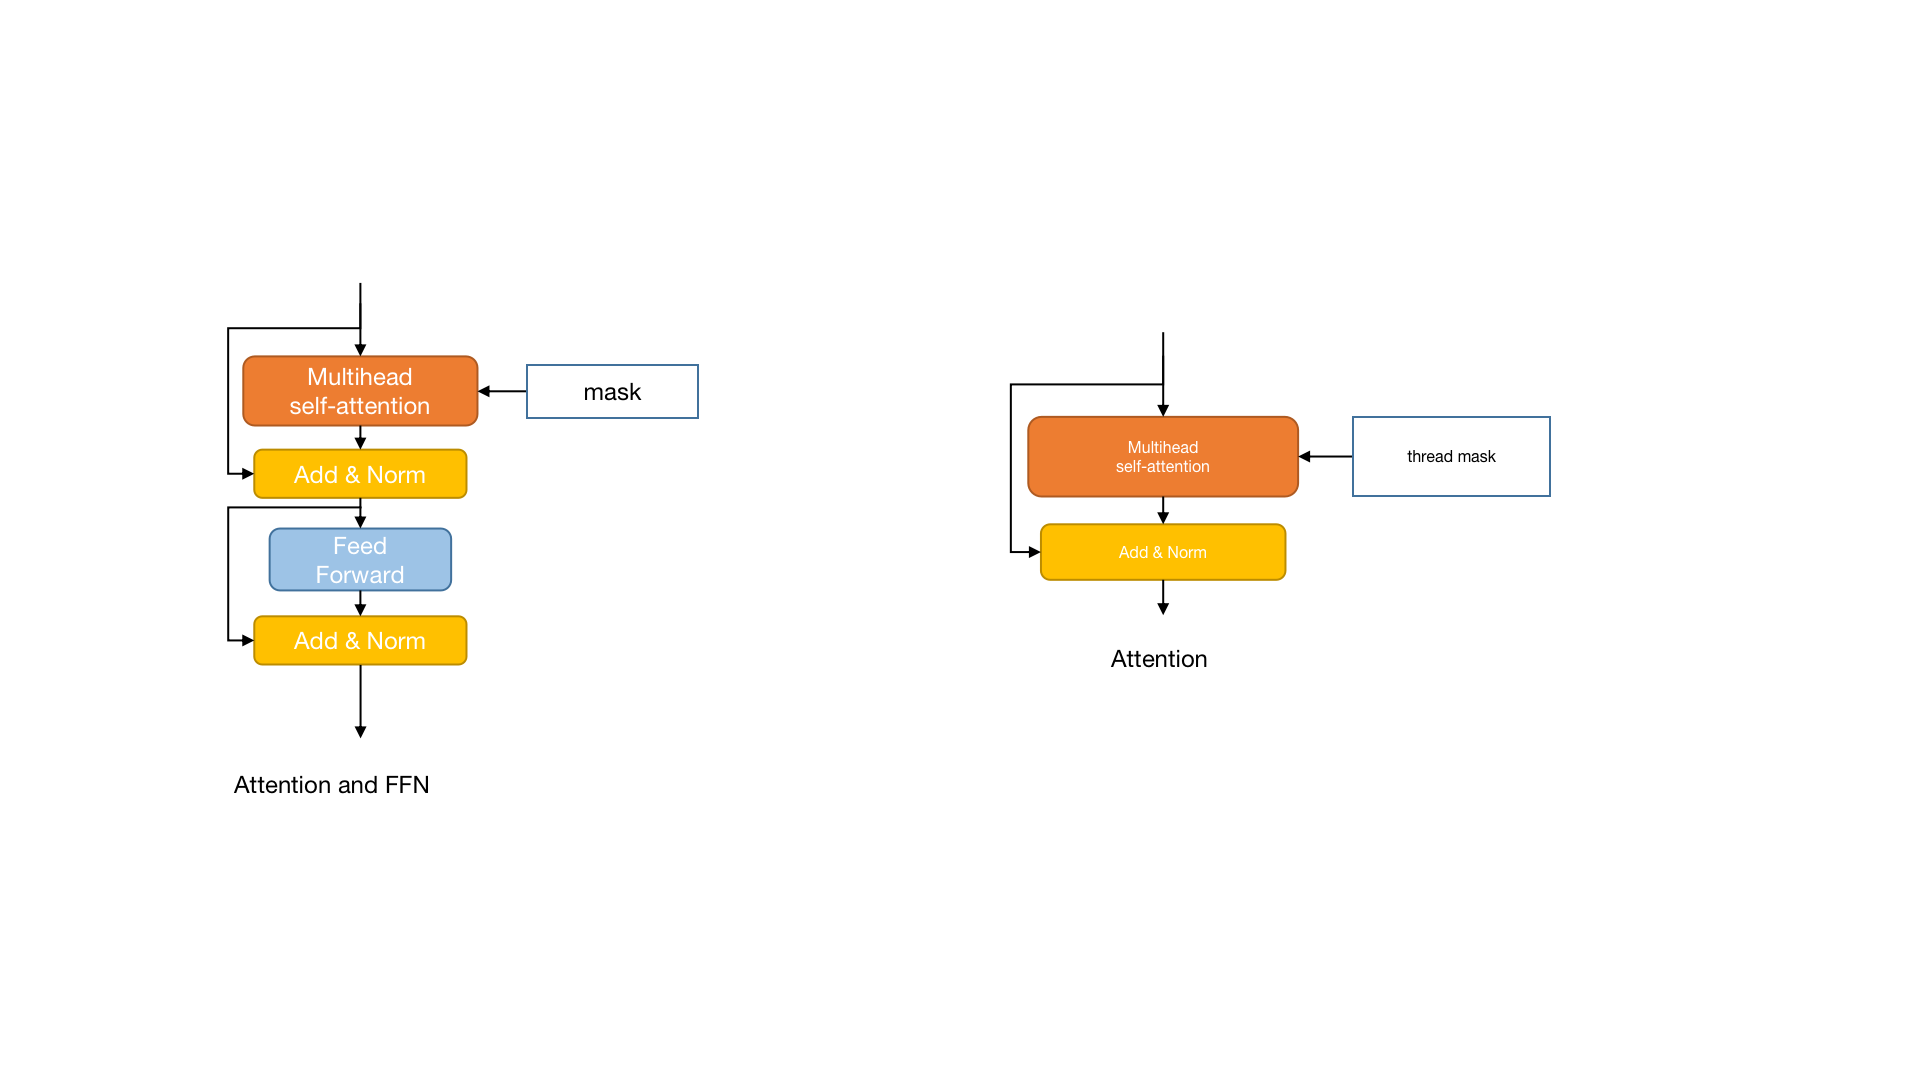 Multihead
self-attention
mask
Add & Norm
Feed
Forward
Add & Norm
Attention and FFN
Multihead
self-attention
thread mask
Add & Norm
Attention